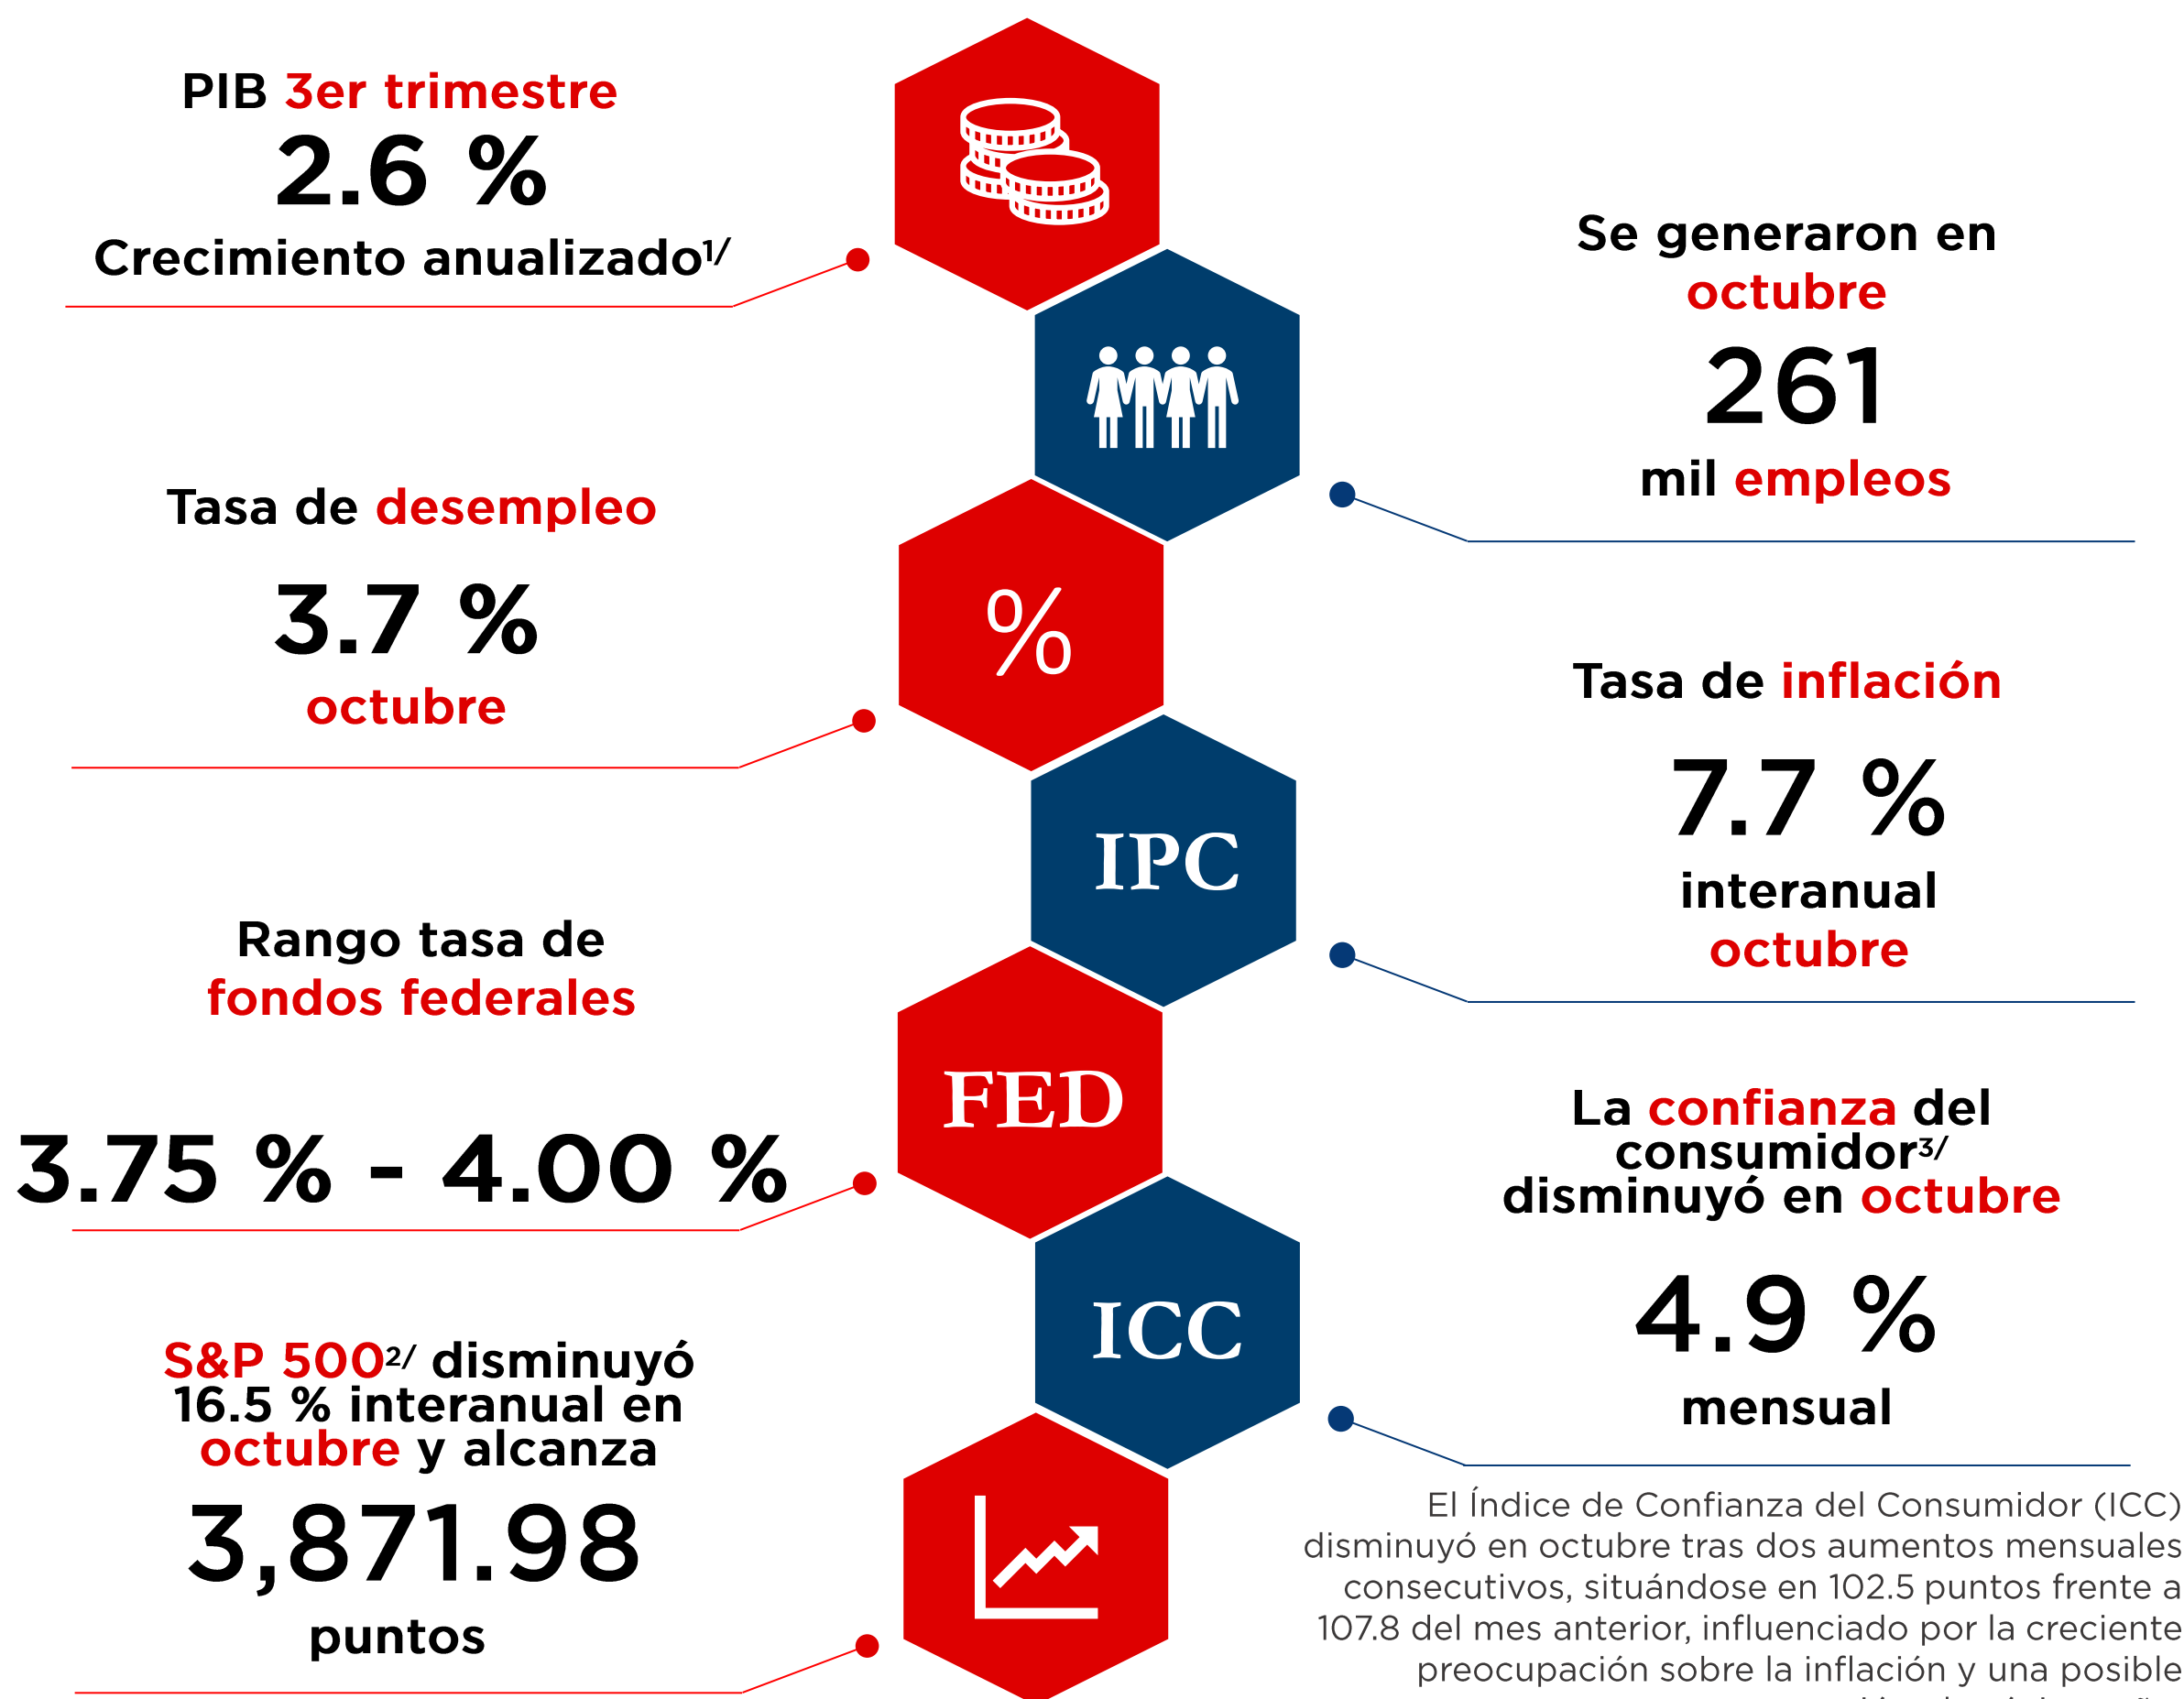 PIB 3er trimestre
2.6 %
Crecimiento anualizado1/
Se generaron en
octubre
261
mil empleos
Tasa de desempleo
3.7 %
octubre
%
Tasa de inflación
7.7 %
interanual
octubre
IPC
Rango tasa de
fondos federales
3.75 % - 4.00 %
FED
La confianza del
consumidor3/
disminuyó en octubre
4.9 %
mensual
ICC
S&P 5002/ disminuyó
16.5 % interanual en
octubre y alcanza
3,871.98
puntos
El Índice de Confianza del Consumidor (ICC)
disminuyó en octubre tras dos aumentos mensuales
consecutivos, situándose en 102.5 puntos frente a
107.8 del mes anterior, influenciado por la creciente
preocupación sobre la inflación y una posible